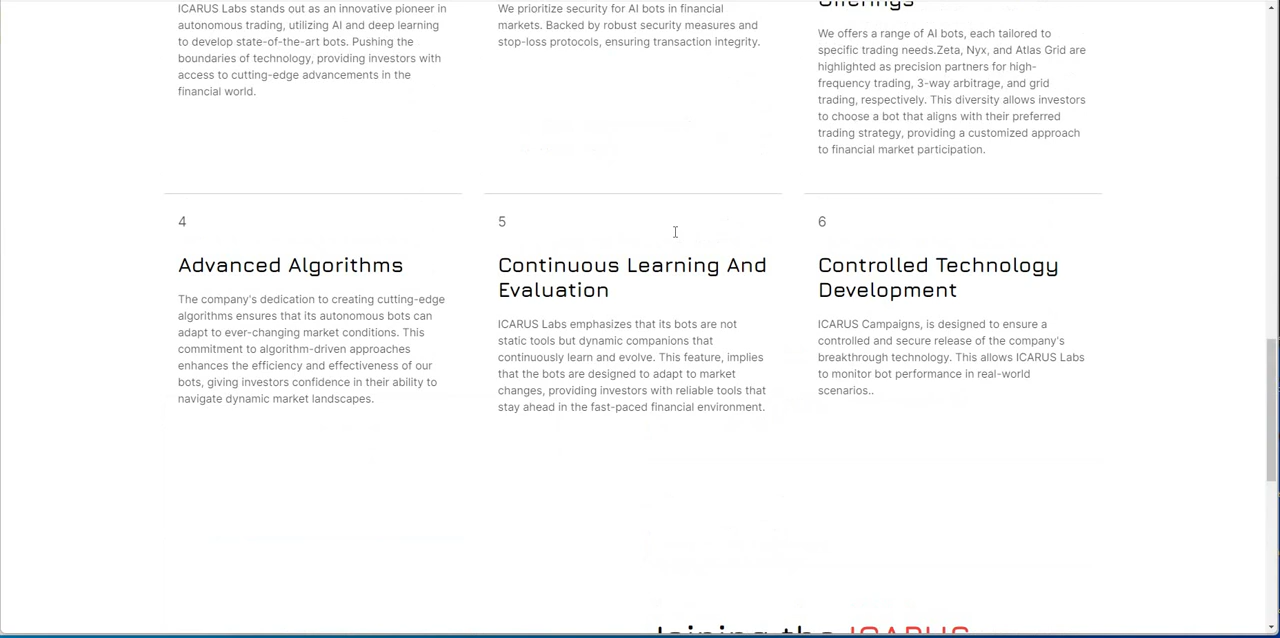 ICARUS Labs stands out as an innovative pioneer in
autonomous trading, utilizing AI and deep learning
to develop state-of-the-art bots. Pushing the
boundaries of technology, providing investors with
access to cutting-edge advancements in the
financial world.
We prioritize security for AI bots in financial
markets. Backed by robust security measures and
stop-loss protocols, ensuring transaction integrity.
Offerings
We offers a range of AI bots, each tailored to
specific trading needs.Zeta, Nyx, and Atlas Grid are
highlighted as precision partners for high-
frequency trading, 3-way arbitrage, and grid
trading, respectively. This diversity allows investors
to choose a bot that aligns with their preferred
trading strategy, providing a customized approach
to financial market participation.
4
Advanced Algorithms
The company's dedication to creating cutting-edge
algorithms ensures that its autonomous bots can
adapt to ever-changing market conditions. This
commitment to algorithm-driven approaches
enhances the efficiency and effectiveness of our
bots, giving investors confidence in their ability to
navigate dynamic market landscapes.
5
Continuous Learning And
Evaluation
ICARUS Labs emphasizes that its bots are not
static tools but dynamic companions that
continuously learn and evolve. This feature, implies
that the bots are designed to adapt to market
changes, providing investors with reliable tools that
stay ahead in the fast-paced financial environment.
6
Controlled Technology
Development
ICARUS Campaigns, is designed to ensure a
controlled and secure release of the company's
breakthrough technology. This allows ICARUS Labs
to monitor bot performance in real-world
scenarios..
Joining the ICARUS